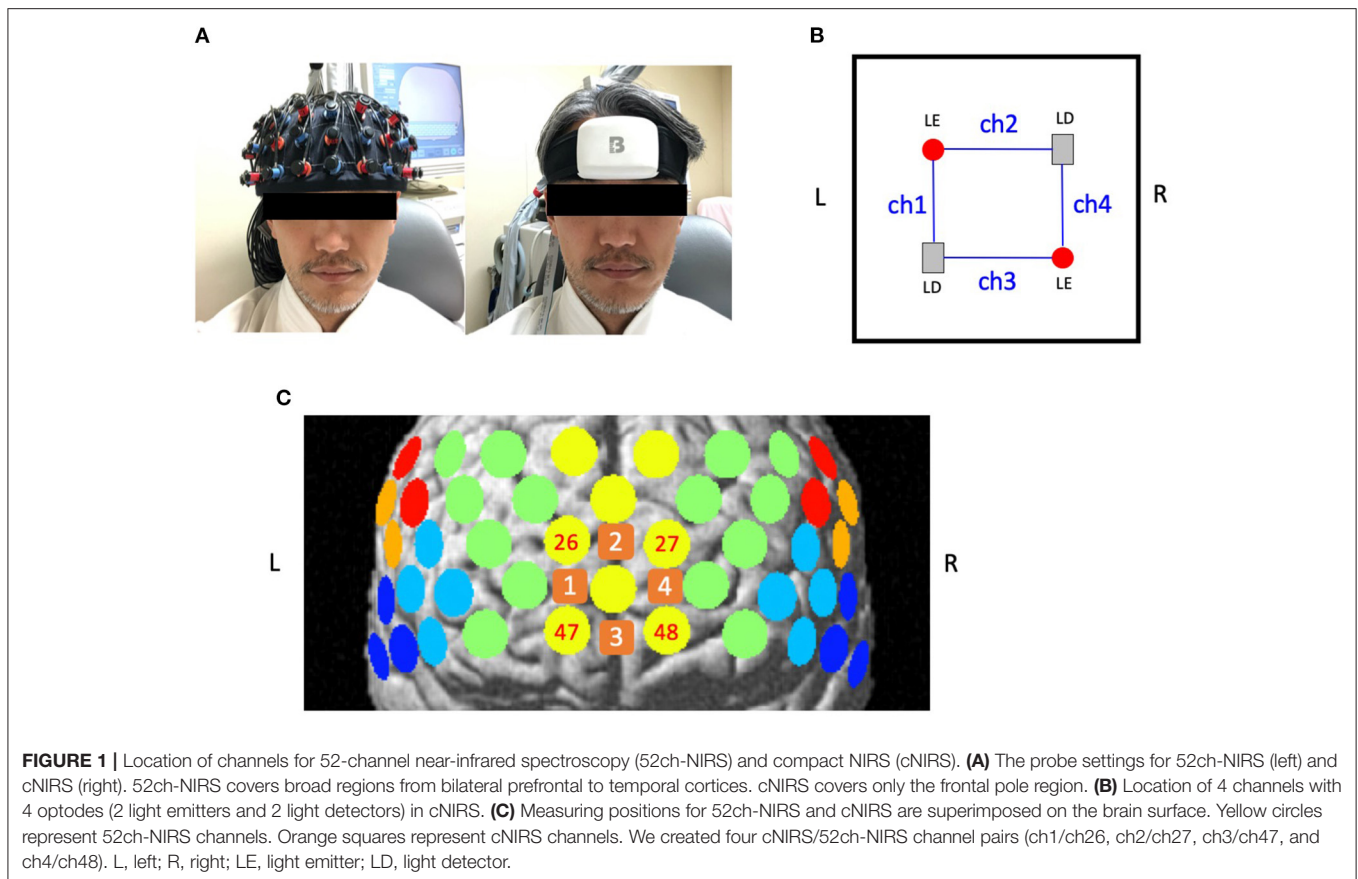 A
B
B
LE
ch2
LD
L
ch1
ch4
R
LD
ch3
LE
C
26
2
27
L
1
4
R
47
3
48
FIGURE 1 | Location of channels for 52-channel near-infrared spectroscopy (52ch-NIRS) and compact NIRS (cNIRS). (A) The probe settings for 52ch-NIRS (left) and
cNIRS (right). 52ch-NIRS covers broad regions from bilateral prefrontal to temporal cortices. cNIRS covers only the frontal pole region. (B) Location of 4 channels with
4 optodes (2 light emitters and 2 light detectors) in cNIRS. (C) Measuring positions for 52ch-NIRS and cNIRS are superimposed on the brain surface. Yellow circles
represent 52ch-NIRS channels. Orange squares represent cNIRS channels. We created four cNIRS/52ch-NIRS channel pairs (ch1/ch26, ch2/ch27, ch3/ch47, and
ch4/ch48). L, left; R, right; LE, light emitter; LD, light detector.